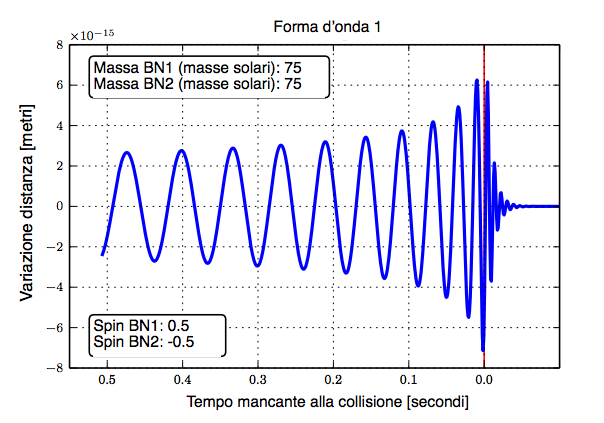 Forma d'onda 1
×10⁻¹⁵
8
6
4
2
0
−2
−4
−6
−8
Variazione distanza [metri]
Massa BN1 (masse solari): 75
Massa BN2 (masse solari): 75
Spin BN1: 0.5
Spin BN2: -0.5
0.5 0.4 0.3 0.2 0.1 0.0
Tempo mancante alla collisione [secondi]